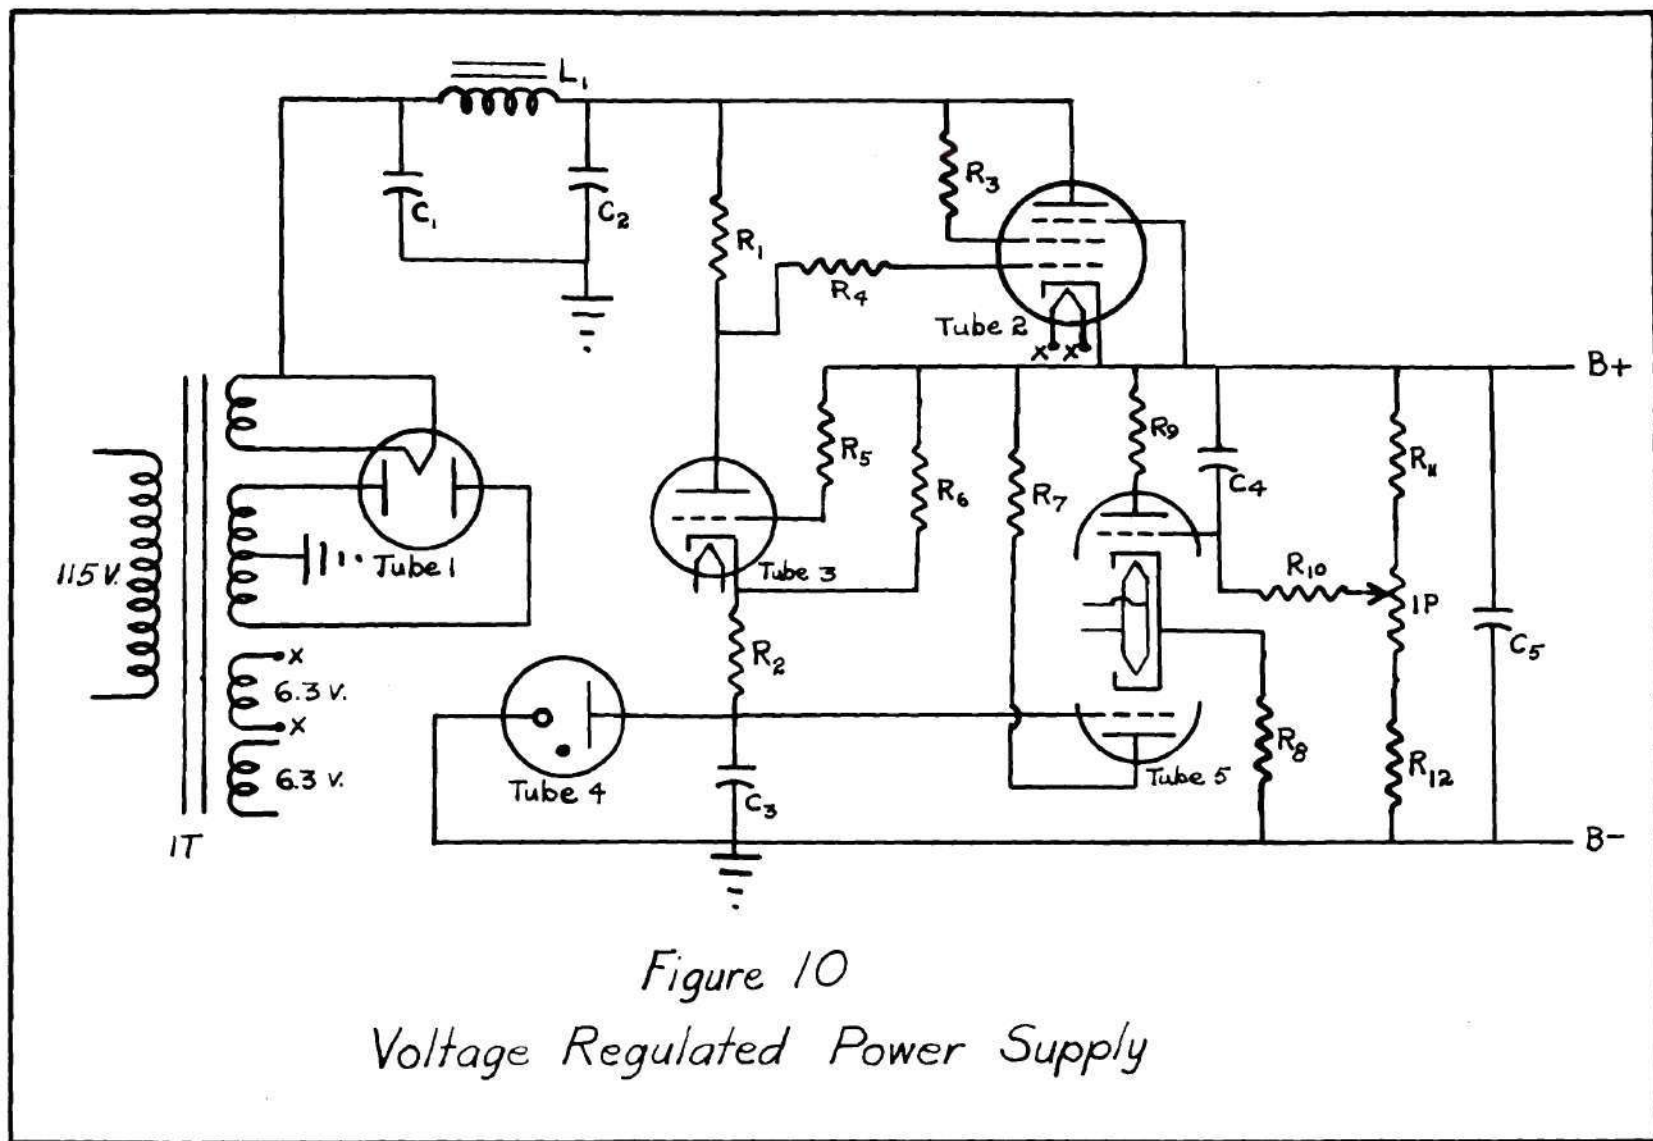 L₁
C₁
C₂
R₁
R₃
R₄
Tube 2
x x
B+
R₅
R₆
R₇
R₉
C₄
R₁₁
115 V.
Tube 1
Tube 3
R₁₀
1P
C₅
x
6.3 V.
x
6.3 V.
R₂
Tube 4
C₃
Tube 5
R₈
R₁₂
1T
B−
Figure 10
Voltage Regulated Power Supply